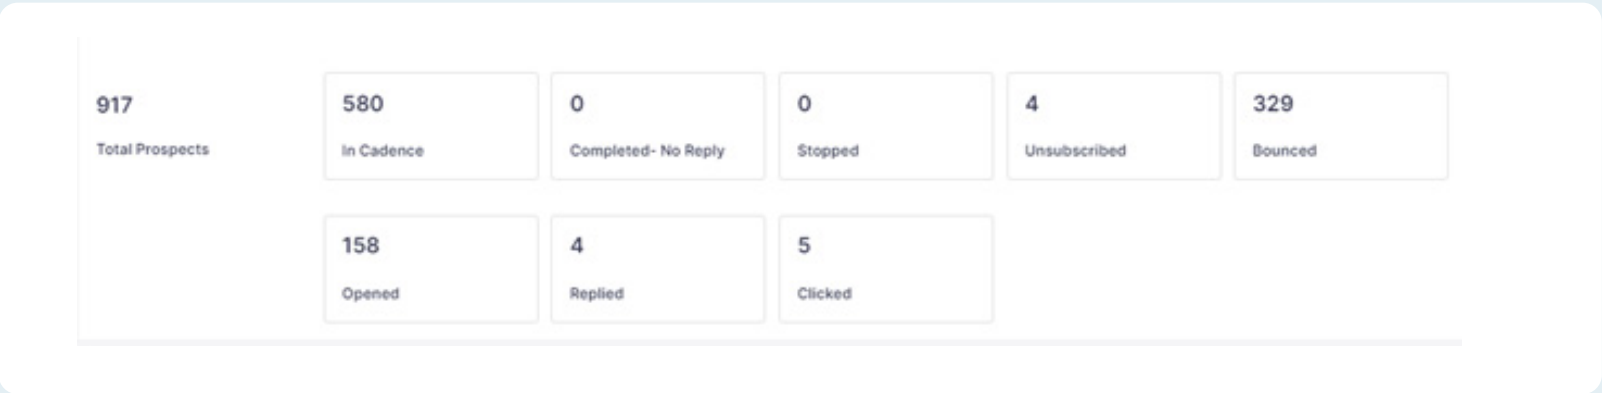 917
Total Prospects
580
In Cadence
0
Completed- No Reply
0
Stopped
4
Unsubscribed
329
Bounced
158
Opened
4
Replied
5
Clicked